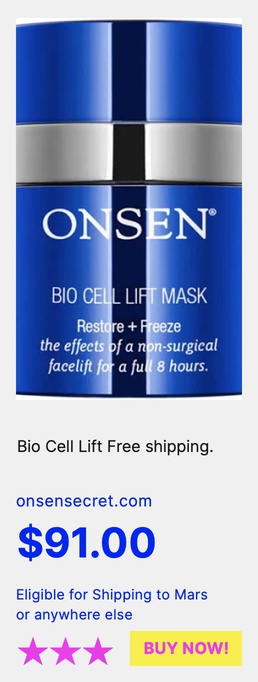 ONSEN®
BIO CELL LIFT MASK
Restore + Freeze
the effects of a non-surgical
facelift for a full 8 hours.
Bio Cell Lift Free shipping.
onsensecret.com
$91.00
Eligible for Shipping to Mars
or anywhere else
BUY NOW!